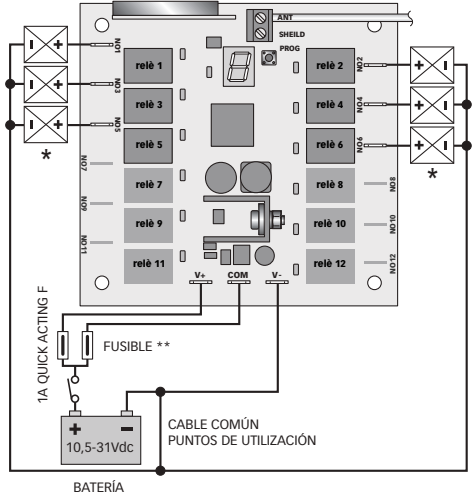 ANT
SHEILD
PROG
- +
- +
- +
*
NO1
NO3
NO5
NO7
NO9
NO11
relè 1
relè 3
relè 5
relè 7
relè 9
relè 11
relè 2
relè 4
relè 6
relè 8
relè 10
relè 12
NO2
NO4
NO6
NO8
NO10
NO12
+ -
+ -
+ -
*
V+ COM V-
1A QUICK ACTING F
FUSIBLE **
+ -
10,5-31Vdc
CABLE COMÚN
PUNTOS DE UTILIZACIÓN
BATERÍA